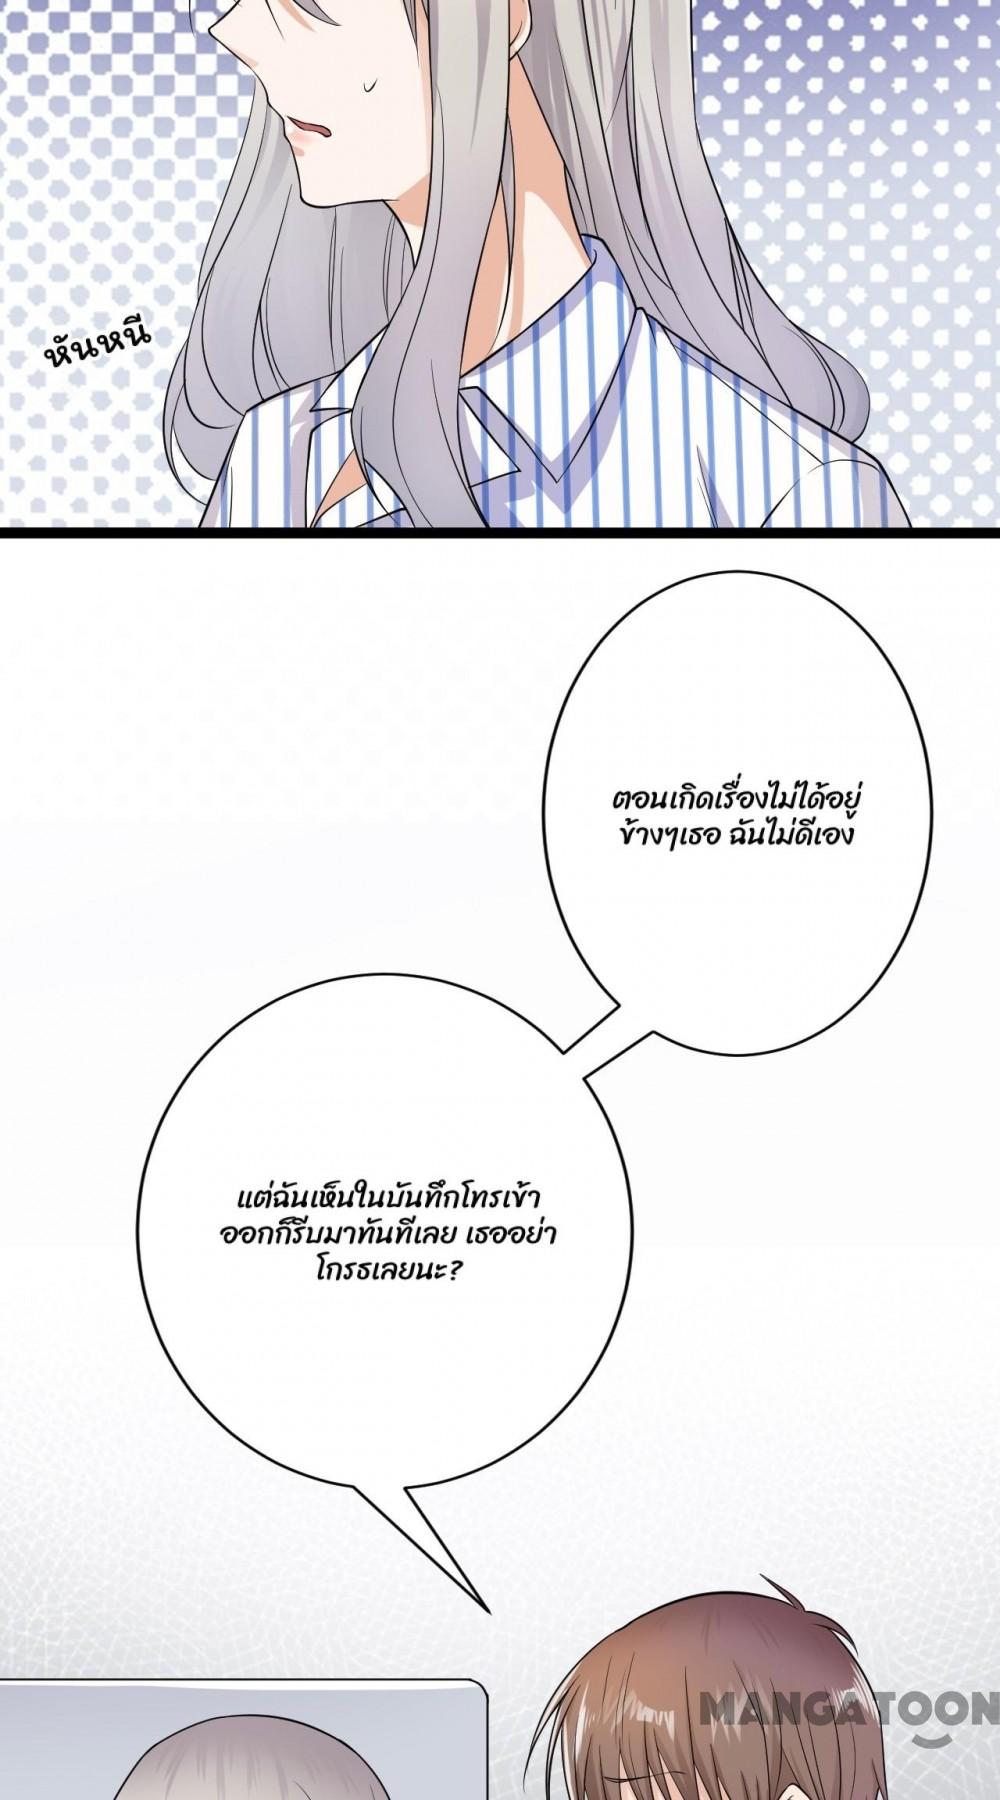 หันหนี
ตอนเกิดเรื่องไม่ได้อยู่
ข้างๆเธอ ฉันไม่ดีเอง
แต่ฉันเห็นในบันทึกโทรเข้า
ออกก็รีบมาทันทีเลย เธออย่า
โกรธเลยนะ?
MANGATOON